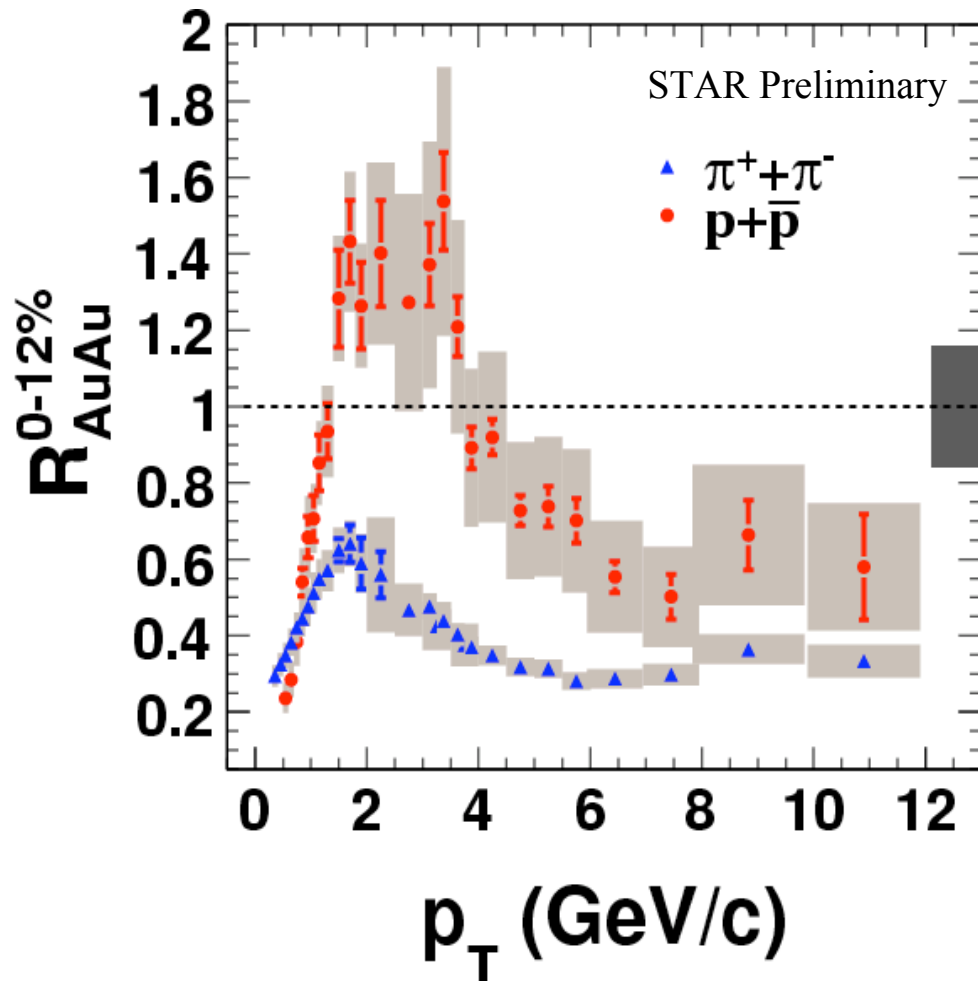 STAR Preliminary
π⁺+π⁻
p+p̄
2
1.8
1.6
1.4
1.2
1
0.8
0.6
0.4
0.2
R^{0-12%}_{AuAu}
0 2 4 6 8 10 12
p_T (GeV/c)